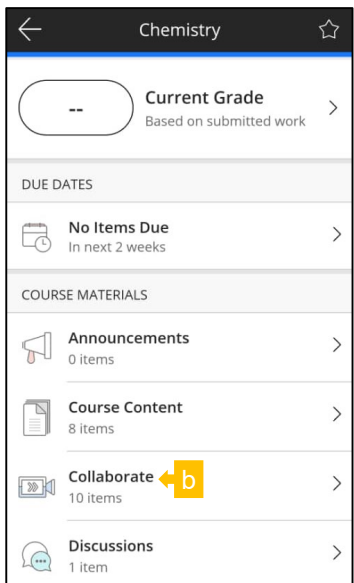 Chemistry
--
Current Grade
Based on submitted work
DUE DATES
No Items Due
In next 2 weeks
COURSE MATERIALS
Announcements
0 items
Course Content
8 items
Collaborate b
10 items
Discussions
1 item